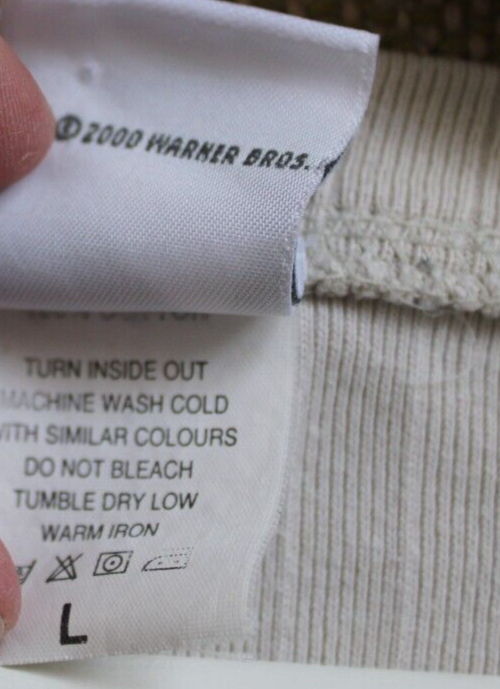 © 2000 WARNER BROS.
TURN INSIDE OUT
MACHINE WASH COLD
WITH SIMILAR COLOURS
DO NOT BLEACH
TUMBLE DRY LOW
WARM IRON
L